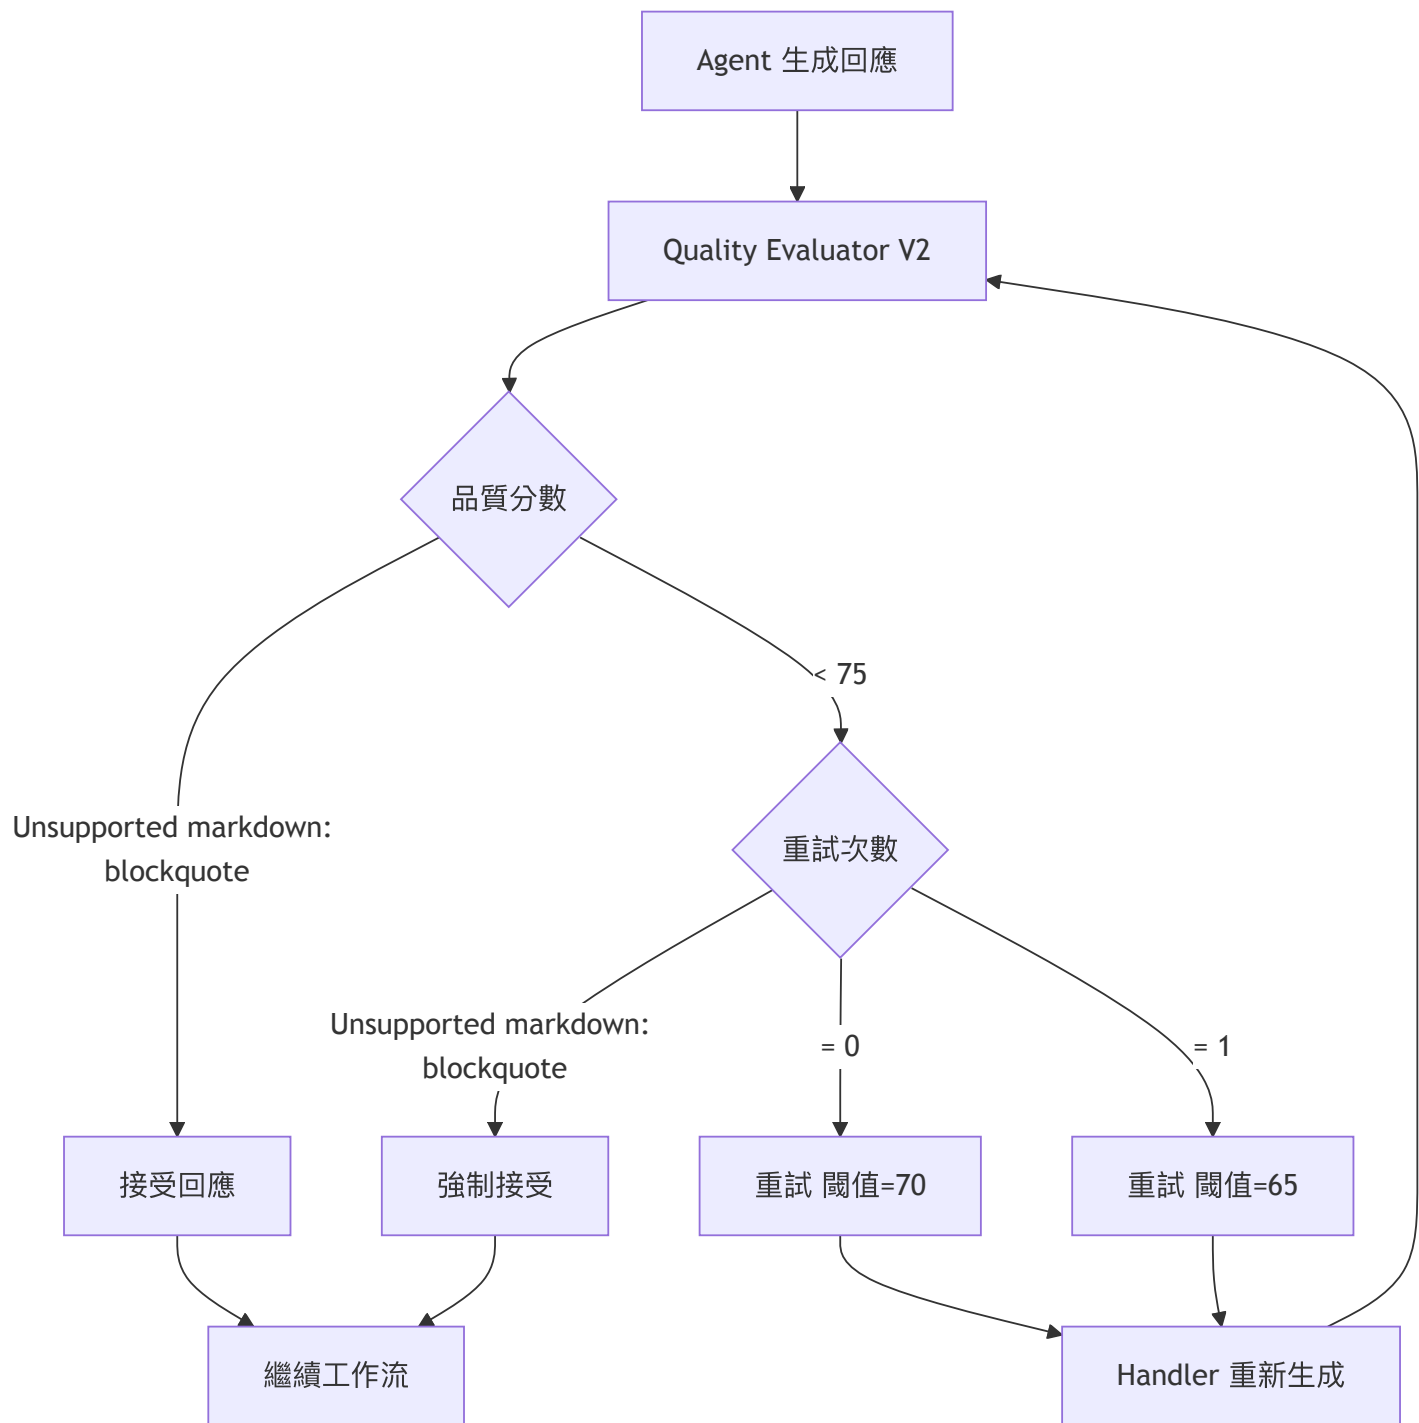 Agent 生成回應
Quality Evaluator V2
品質分數
< 75
Unsupported markdown:
blockquote
重試次數
Unsupported markdown:
blockquote
= 0
= 1
接受回應
強制接受
重試 閾值=70
重試 閾值=65
繼續工作流
Handler 重新生成